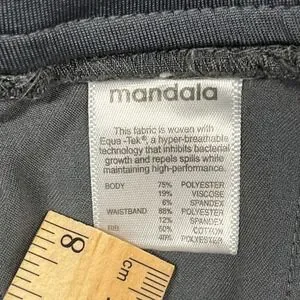 mandala
This fabric is woven with
Equa -Tek®, a hyper-breathable
technology that inhibits bacterial
growth and repels spills while
maintaining high-performance.
BODY 75% POLYESTER
19% VISCOSE
6% SPANDEX
WAISTBAND 88% POLYESTER
12% SPANDEX
RIB 60% COTTON
40% POLYESTER
8
cm